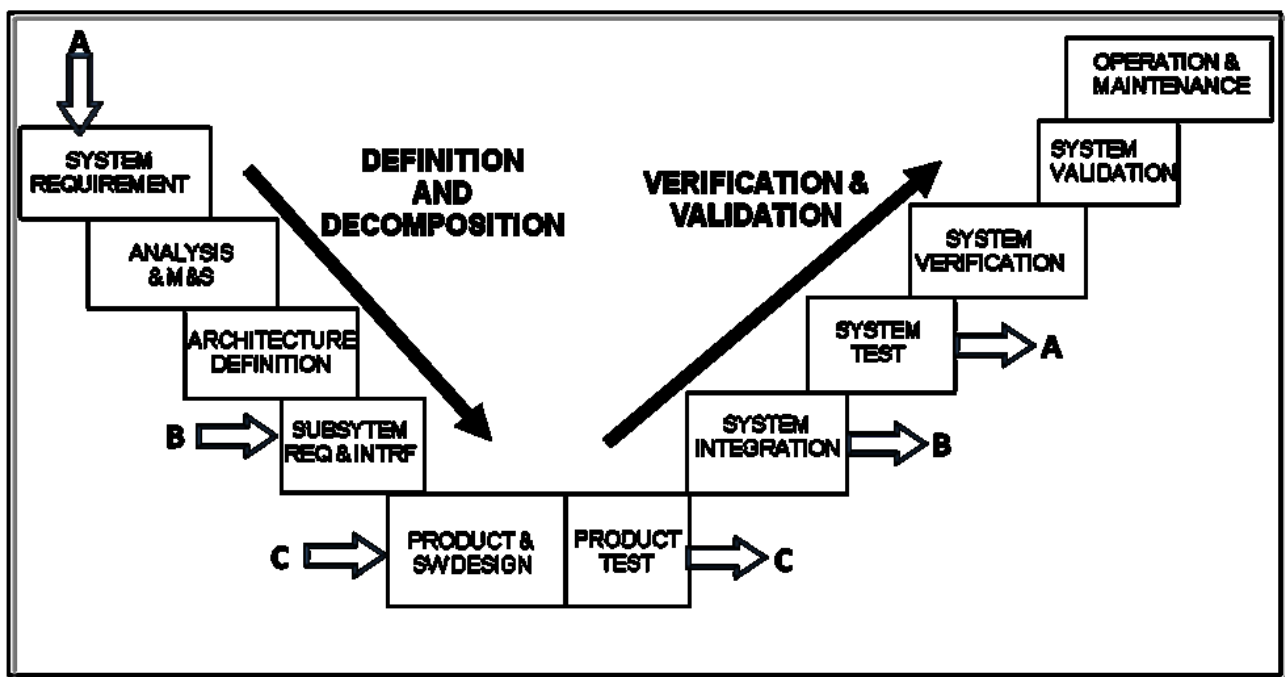 A
SYSTEM
REQUIREMENT
ANALYSIS
& M&S
ARCHITECTURE
DEFINITION
B
SUBSYTEM
REQ & INTRF
C
PRODUCT &
SW DESIGN
DEFINITION
AND
DECOMPOSITION
VERIFICATION &
VALIDATION
PRODUCT
TEST
C
SYSTEM
INTEGRATION
B
SYSTEM
TEST
A
SYSTEM
VERIFICATION
SYSTEM
VALIDATION
OPERATION &
MAINTENANCE